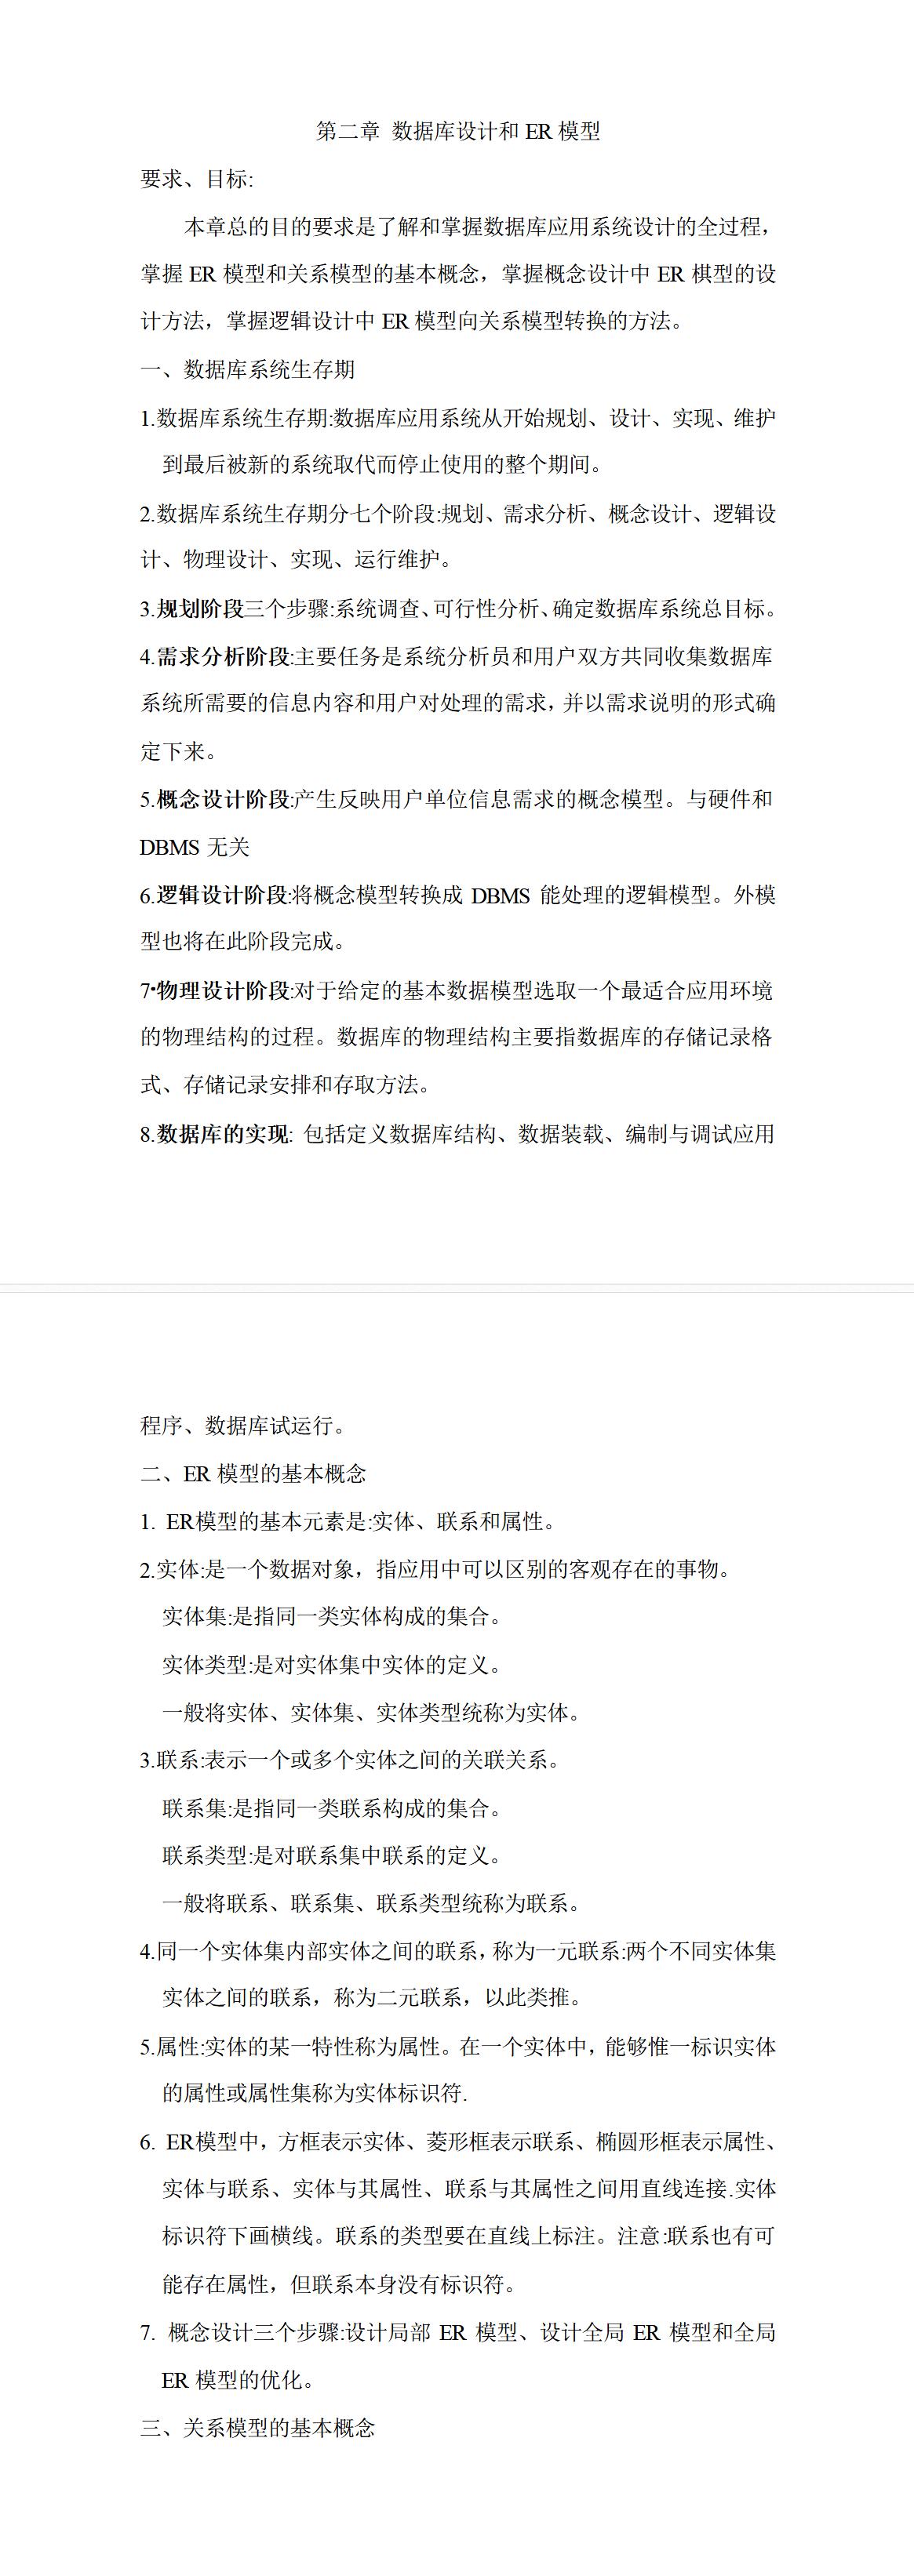 第二章 数据库设计和 ER 模型
要求、目标:
本章总的目的要求是了解和掌握数据库应用系统设计的全过程，
掌握 ER 模型和关系模型的基本概念，掌握概念设计中 ER 棋型的设
计方法，掌握逻辑设计中 ER 模型向关系模型转换的方法。
一、数据库系统生存期
1.数据库系统生存期:数据库应用系统从开始规划、设计、实现、维护
到最后被新的系统取代而停止使用的整个期间。
2.数据库系统生存期分七个阶段:规划、需求分析、概念设计、逻辑设
计、物理设计、实现、运行维护。
3.规划阶段三个步骤:系统调查、可行性分析、确定数据库系统总目标。
4.需求分析阶段:主要任务是系统分析员和用户双方共同收集数据库
系统所需要的信息内容和用户对处理的需求，并以需求说明的形式确
定下来。
5.概念设计阶段:产生反映用户单位信息需求的概念模型。与硬件和
DBMS 无关
6.逻辑设计阶段:将概念模型转换成 DBMS 能处理的逻辑模型。外模
型也将在此阶段完成。
7•物理设计阶段:对于给定的基本数据模型选取一个最适合应用环境
的物理结构的过程。数据库的物理结构主要指数据库的存储记录格
式、存储记录安排和存取方法。
8.数据库的实现: 包括定义数据库结构、数据装载、编制与调试应用
程序、数据库试运行。
二、ER 模型的基本概念
1. ER模型的基本元素是:实体、联系和属性。
2.实体:是一个数据对象，指应用中可以区别的客观存在的事物。
实体集:是指同一类实体构成的集合。
实体类型:是对实体集中实体的定义。
一般将实体、实体集、实体类型统称为实体。
3.联系:表示一个或多个实体之间的关联关系。
联系集:是指同一类联系构成的集合。
联系类型:是对联系集中联系的定义。
一般将联系、联系集、联系类型统称为联系。
4.同一个实体集内部实体之间的联系，称为一元联系:两个不同实体集
实体之间的联系，称为二元联系，以此类推。
5.属性:实体的某一特性称为属性。在一个实体中，能够惟一标识实体
的属性或属性集称为实体标识符.
6. ER模型中，方框表示实体、菱形框表示联系、椭圆形框表示属性、
实体与联系、实体与其属性、联系与其属性之间用直线连接.实体
标识符下画横线。联系的类型要在直线上标注。注意:联系也有可
能存在属性，但联系本身没有标识符。
7. 概念设计三个步骤:设计局部 ER 模型、设计全局 ER 模型和全局
ER 模型的优化。
三、关系模型的基本概念